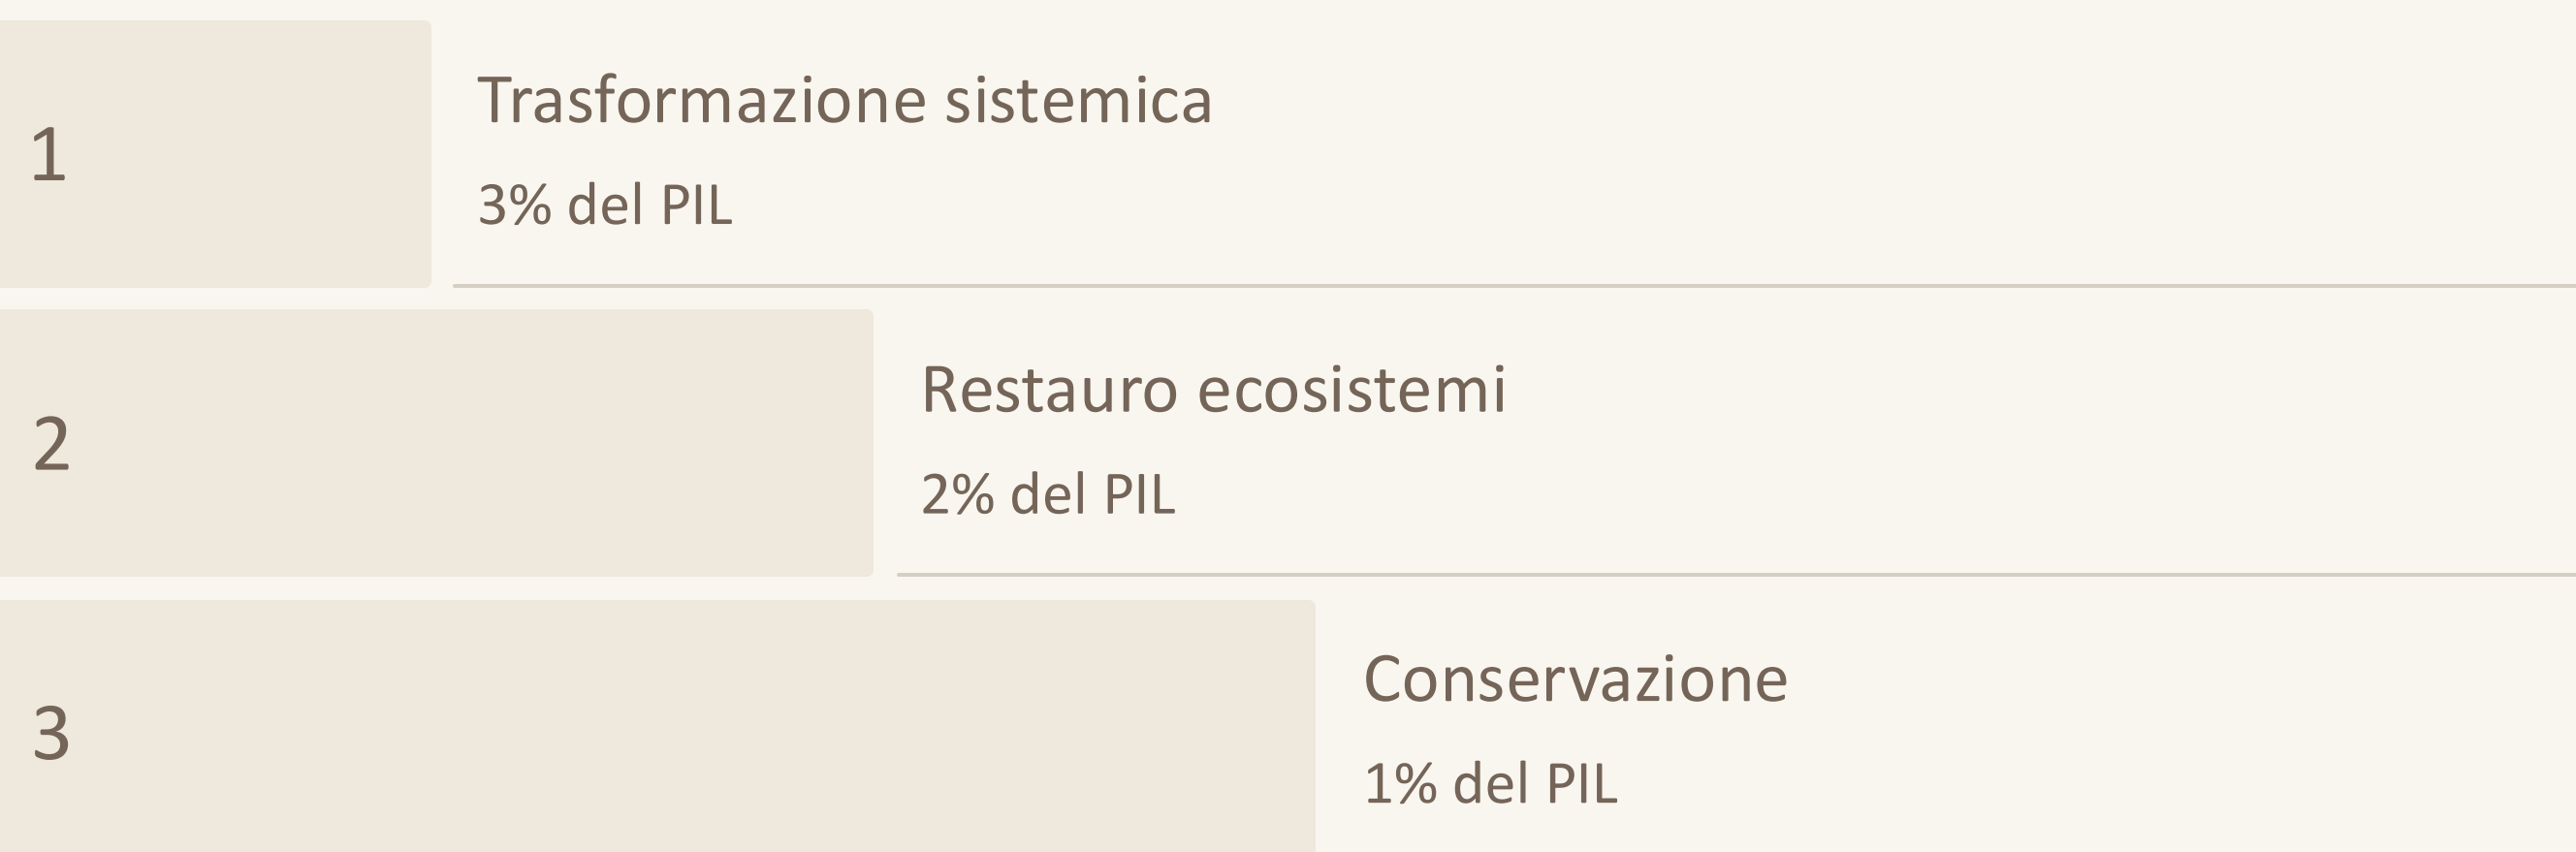 1
Trasformazione sistemica
3% del PIL
2
Restauro ecosistemi
2% del PIL
3
Conservazione
1% del PIL